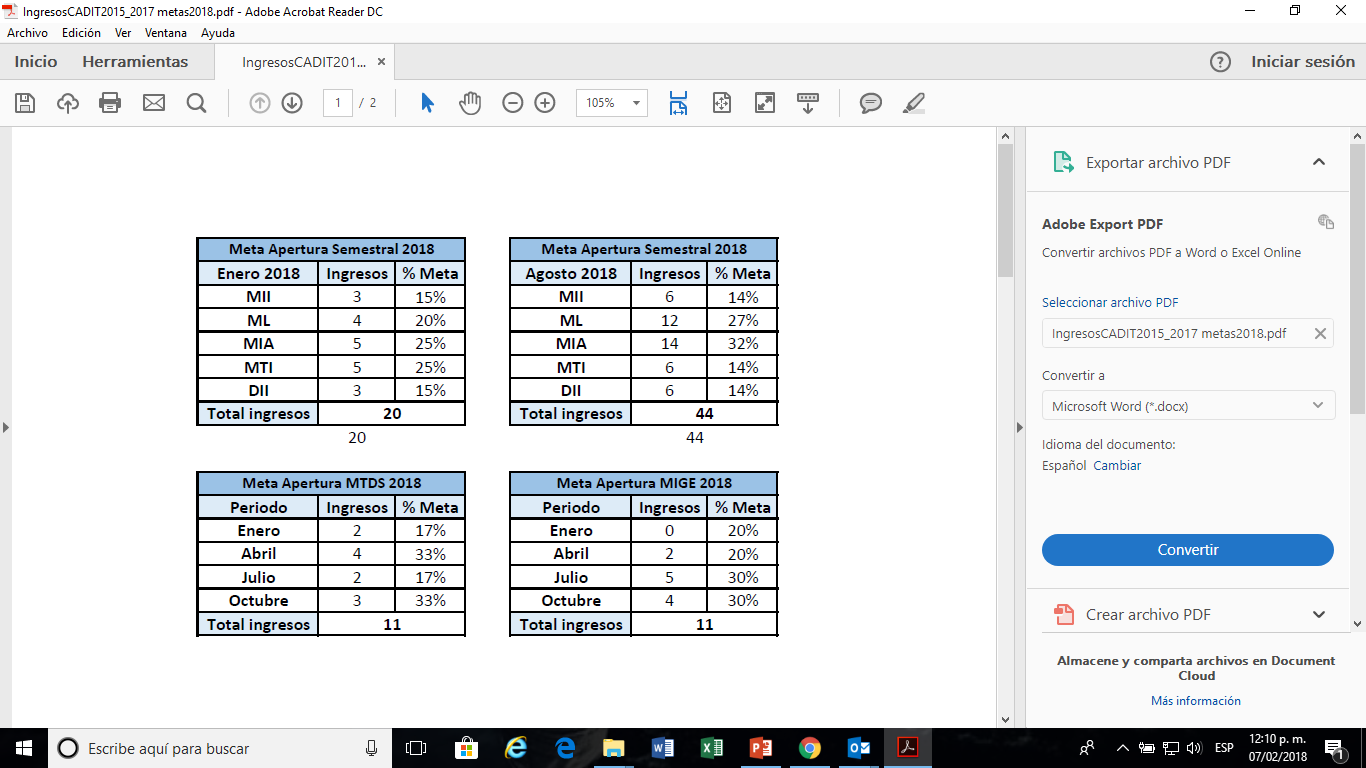 IngresosCADIT2015_2017 metas2018.pdf - Adobe Acrobat Reader DC
Archivo Edición Ver Ventana Ayuda
Inicio Herramientas IngresosCADIT201... × Iniciar sesión
1 / 2 105%
Meta Apertura Semestral 2018
Enero 2018 Ingresos % Meta
MII 3 15%
ML 4 20%
MIA 5 25%
MTI 5 25%
DII 3 15%
Total ingresos 20
20
Meta Apertura Semestral 2018
Agosto 2018 Ingresos % Meta
MII 6 14%
ML 12 27%
MIA 14 32%
MTI 6 14%
DII 6 14%
Total ingresos 44
44
Meta Apertura MTDS 2018
Periodo Ingresos % Meta
Enero 2 17%
Abril 4 33%
Julio 2 17%
Octubre 3 33%
Total ingresos 11
Meta Apertura MIGE 2018
Periodo Ingresos % Meta
Enero 0 20%
Abril 2 20%
Julio 5 30%
Octubre 4 30%
Total ingresos 11
Exportar archivo PDF
Adobe Export PDF
Convertir archivos PDF a Word o Excel Online
Seleccionar archivo PDF
IngresosCADIT2015_2017 metas2018.pdf
Convertir a
Microsoft Word (*.docx)
Idioma del documento:
Español Cambiar
Convertir
Crear archivo PDF
Almacene y comparta archivos en Document
Cloud
Más información
Escribe aquí para buscar
ESP
12:10 p. m.
07/02/2018
1